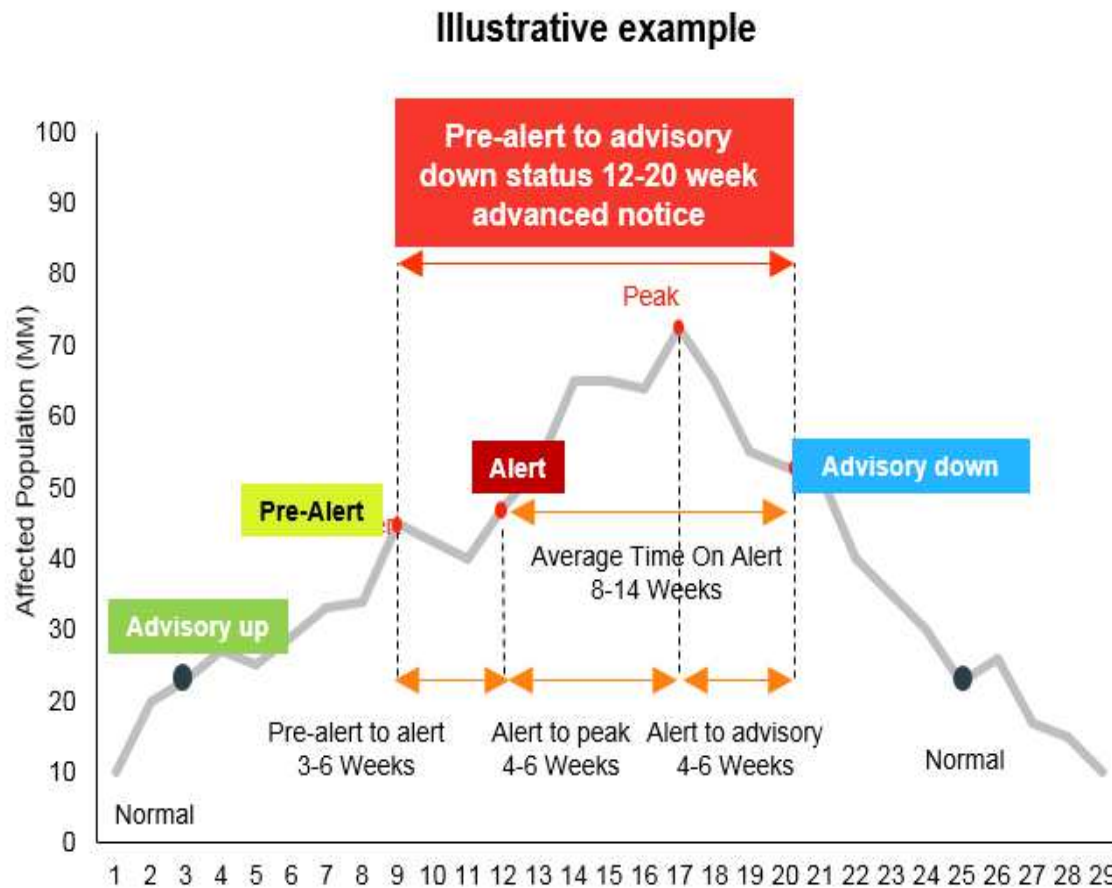 Illustrative example
Pre-alert to advisory
down status 12-20 week
advanced notice
Affected Population (MM)
100
90
80
70
60
50
40
30
20
10
0
Peak
Alert
Advisory down
Pre-Alert
Average Time On Alert
8-14 Weeks
Advisory up
Pre-alert to alert
3-6 Weeks
Alert to peak
4-6 Weeks
Alert to advisory
4-6 Weeks
Normal
Normal
1 2 3 4 5 6 7 8 9 10 11 12 13 14 15 16 17 18 19 20 21 22 23 24 25 26 27 28 29